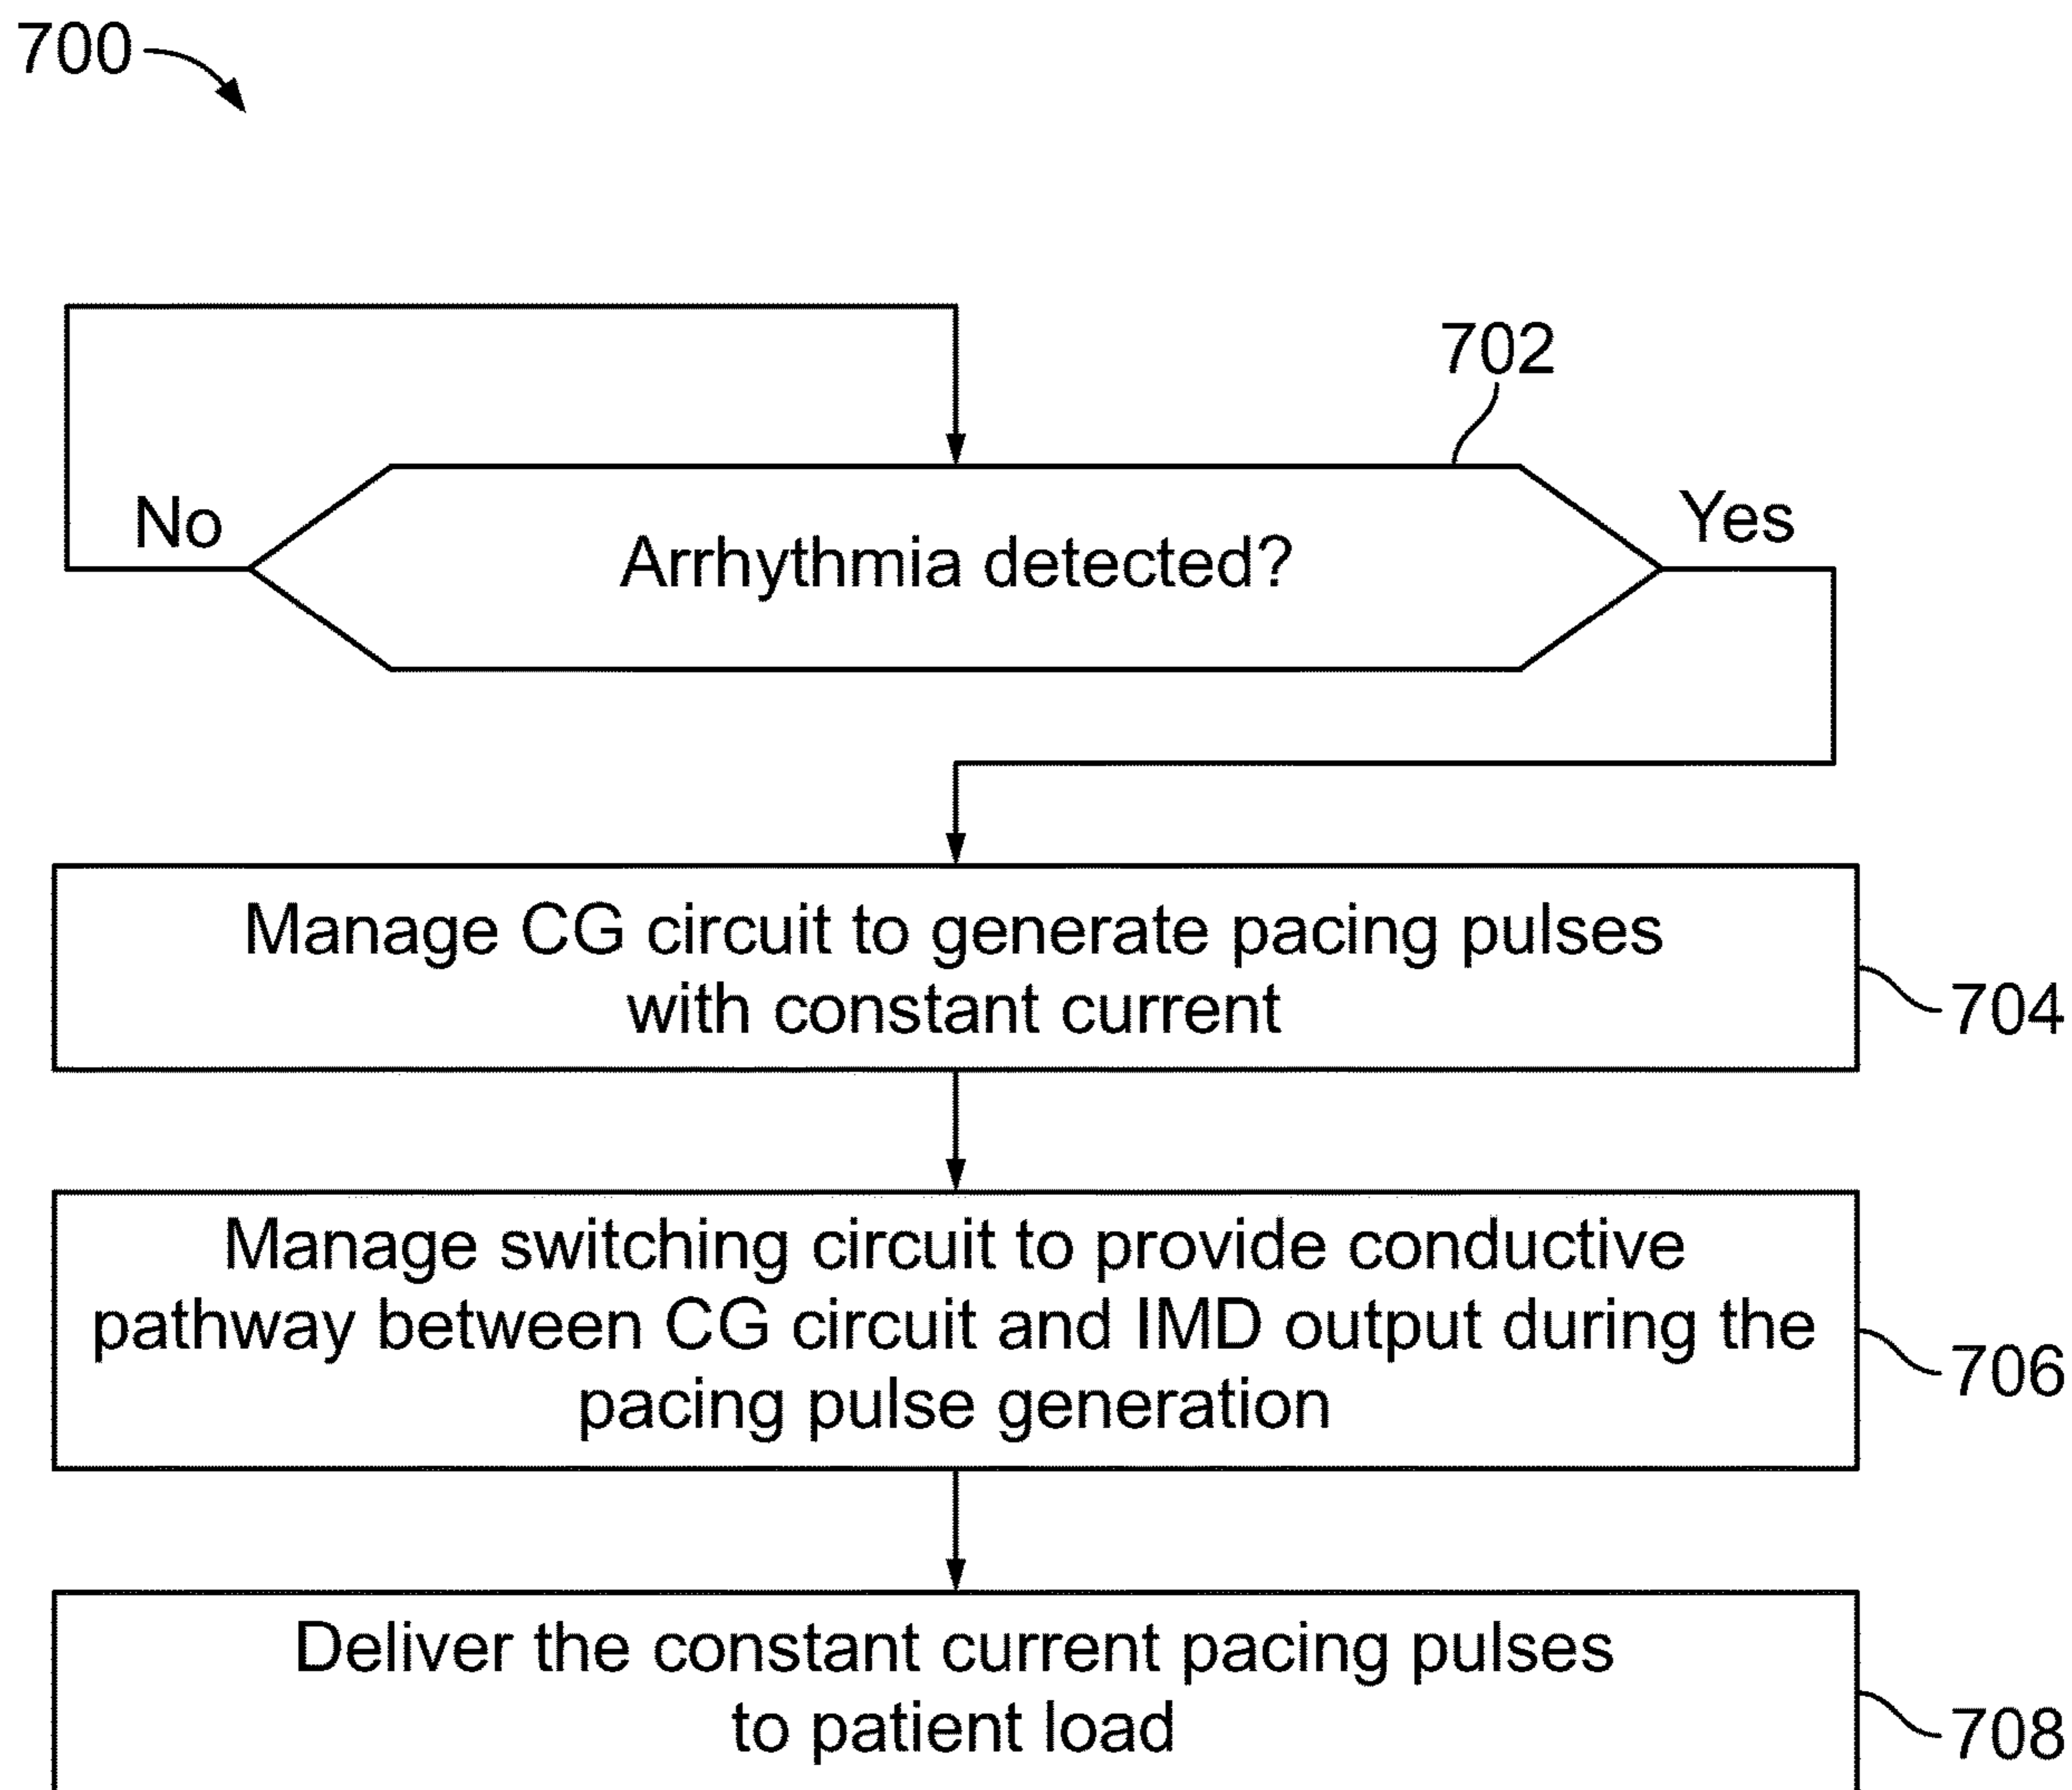 700
702
No
Yes
Arrhythmia detected?
Manage CG circuit to generate pacing pulses
with constant current
704
Manage switching circuit to provide conductive
pathway between CG circuit and IMD output during the
pacing pulse generation
706
Deliver the constant current pacing pulses
to patient load
708